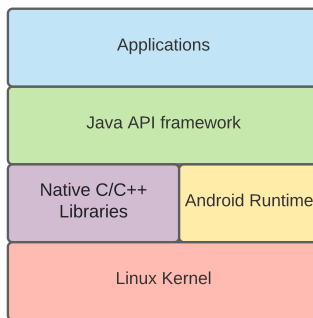 Applications
Java API framework
Native C/C++
Libraries
Android Runtime
Linux Kernel